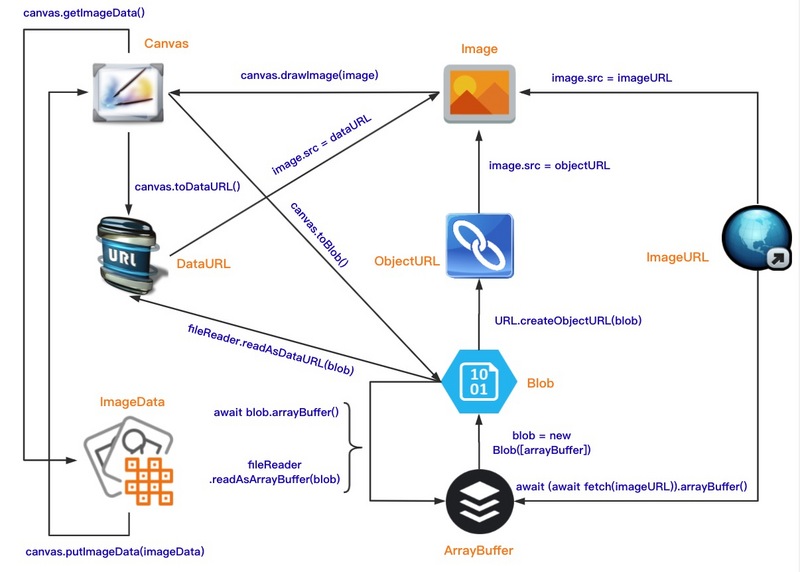 canvas.getImageData()
Canvas
Image
canvas.drawImage(image)
image.src = imageURL
image.src = dataURL
image.src = objectURL
canvas.toDataURL()
canvas.toBlob()
URL
DataURL
ObjectURL
ImageURL
URL.createObjectURL(blob)
fileReader.readAsDataURL(blob)
10
01
Blob
ImageData
await blob.arrayBuffer()
fileReader
.readAsArrayBuffer(blob)
blob = new
Blob([arrayBuffer])
await (await fetch(imageURL)).arrayBuffer()
ArrayBuffer
canvas.putImageData(imageData)